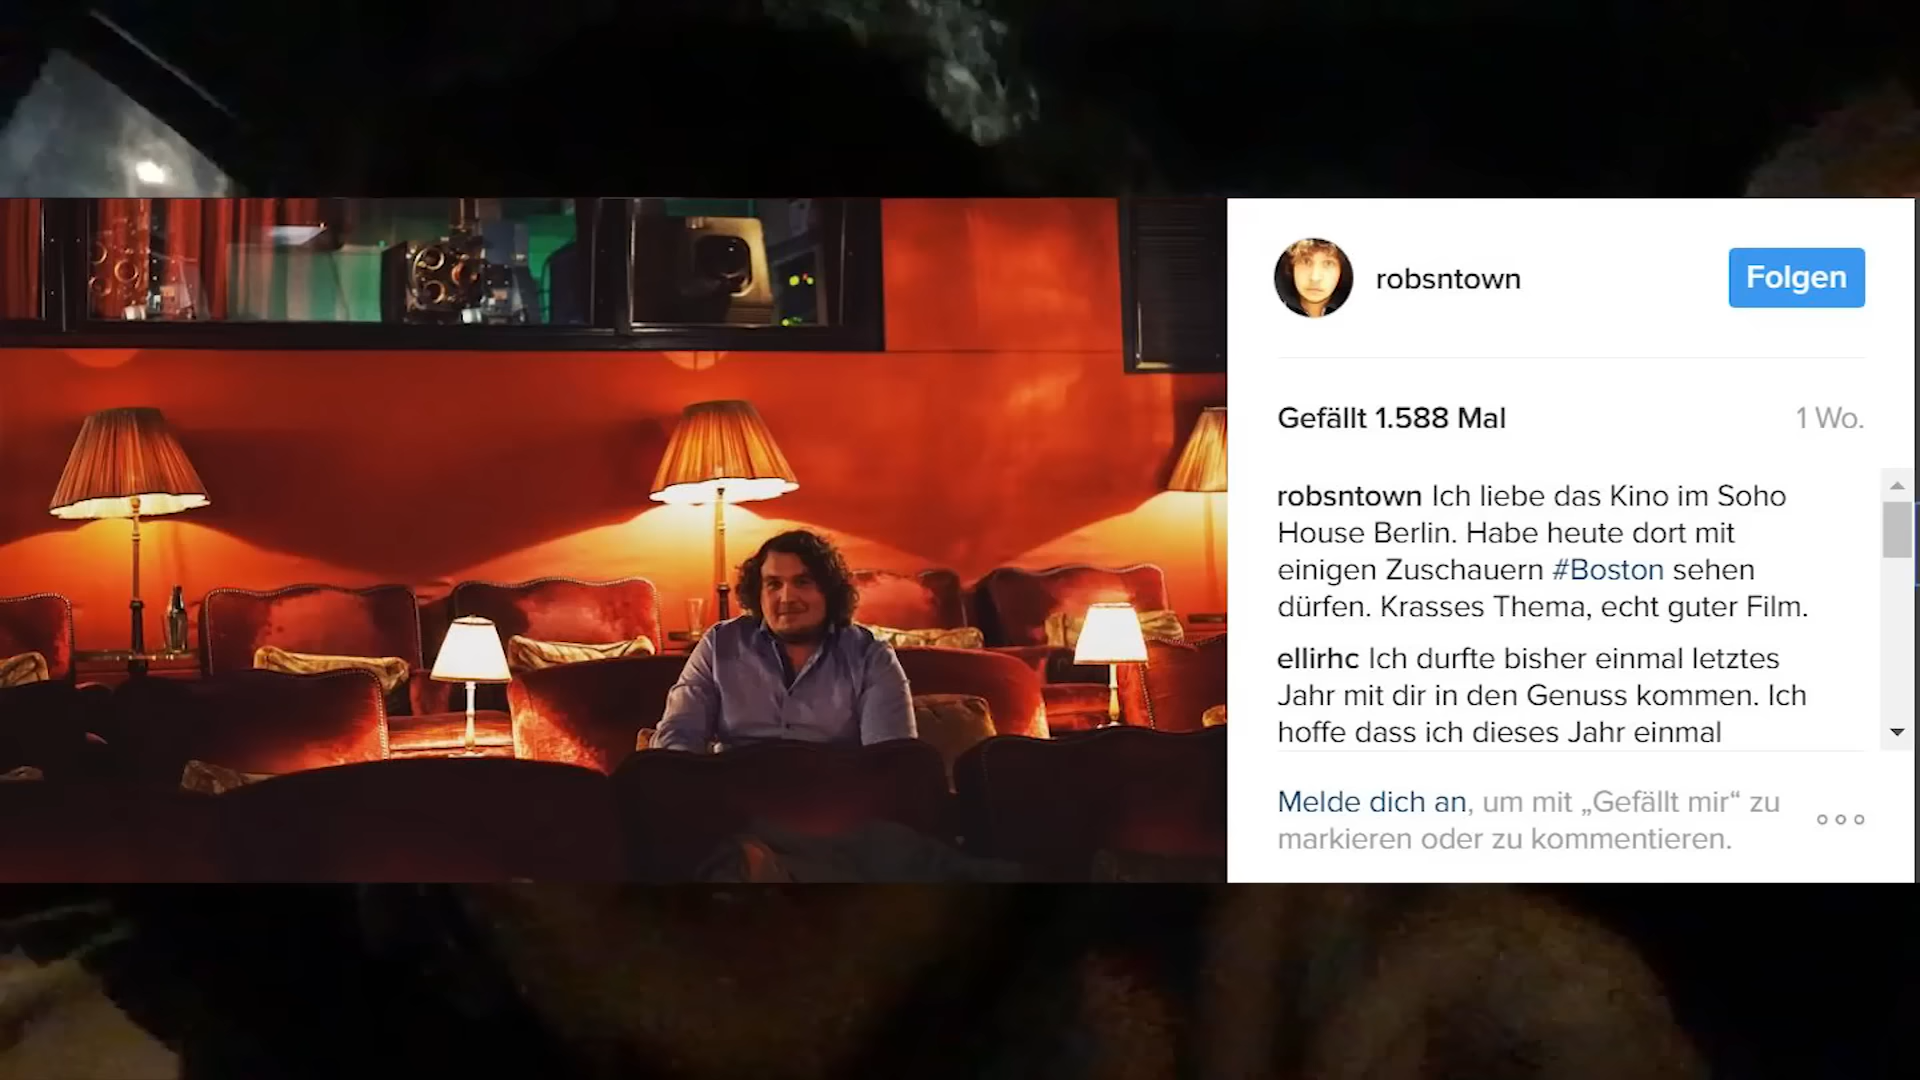 robsntown
Folgen
Gefällt 1.588 Mal
1 Wo.
robsntown Ich liebe das Kino im Soho
House Berlin. Habe heute dort mit
einigen Zuschauern #Boston sehen
dürfen. Krasses Thema, echt guter Film.
ellirhc Ich durfte bisher einmal letztes
Jahr mit dir in den Genuss kommen. Ich
hoffe dass ich dieses Jahr einmal
Melde dich an, um mit „Gefällt mir“ zu
markieren oder zu kommentieren.